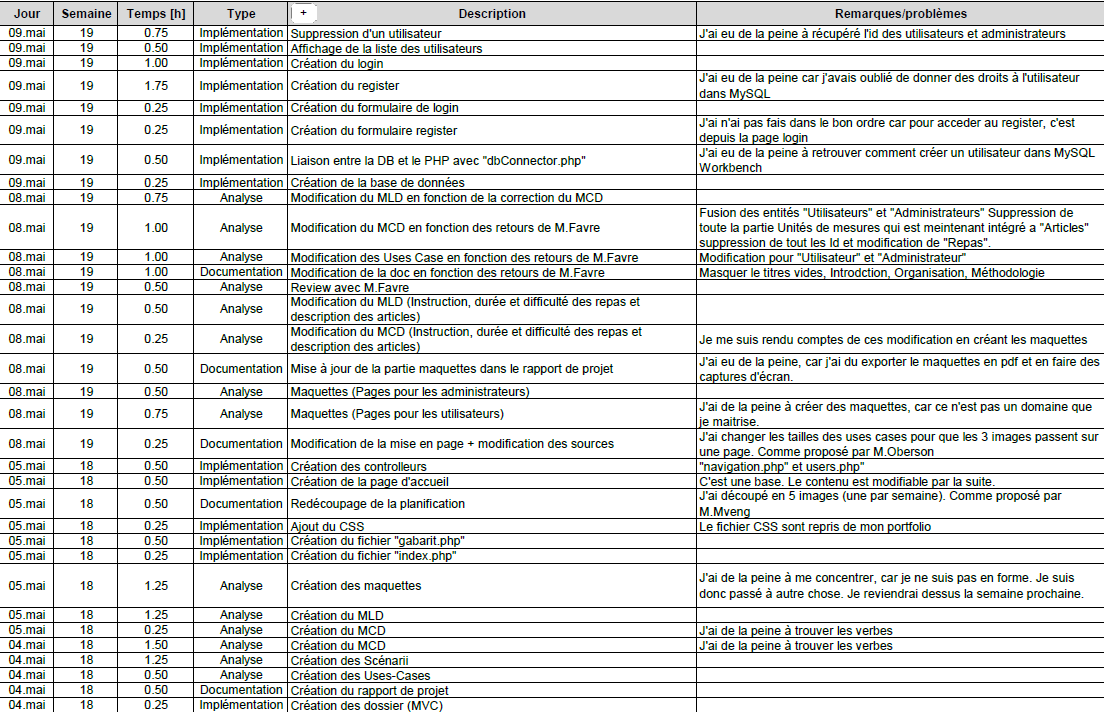 Jour Semaine Temps [h] Type + Description Remarques/problèmes
09.mai 19 0.75 Implémentation Suppression d'un utilisateur J'ai eu de la peine à récupéré l'id des utilisateurs et administrateurs
09.mai 19 0.50 Implémentation Affichage de la liste des utilisateurs
09.mai 19 1.00 Implémentation Création du login
09.mai 19 1.75 Implémentation Création du register J'ai eu de la peine car j'avais oublié de donner des droits à l'utilisateur
dans MySQL
09.mai 19 0.25 Implémentation Création du formulaire de login
09.mai 19 0.25 Implémentation Création du formulaire register J'ai n'ai pas fais dans le bon ordre car pour acceder au register, c'est
depuis la page login
09.mai 19 0.50 Implémentation Liaison entre la DB et le PHP avec "dbConnector.php" J'ai eu de la peine à retrouver comment créer un utilisateur dans MySQL
Workbench
09.mai 19 0.25 Implémentation Création de la base de données
08.mai 19 0.75 Analyse Modification du MLD en fonction de la correction du MCD
08.mai 19 1.00 Analyse Modification du MCD en fonction des retours de M.Favre Fusion des entités "Utilisateurs" et "Administrateurs" Suppression de
toute la partie Unités de mesures qui est meintenant intégré a "Articles"
suppression de tout les Id et modification de "Repas".
08.mai 19 1.00 Analyse Modification des Uses Case en fonction des retours de M.Favre Modification pour "Utilisateur" et "Administrateur"
08.mai 19 1.00 Documentation Modification de la doc en fonction des retours de M.Favre Masquer le titres vides, Introdction, Organisation, Méthodologie
08.mai 19 0.50 Analyse Review avec M.Favre
08.mai 19 0.50 Analyse Modification du MLD (Instruction, durée et difficulté des repas et
description des articles)
08.mai 19 0.25 Analyse Modification du MCD (Instruction, durée et difficulté des repas et
description des articles) Je me suis rendu comptes de ces modification en créant les maquettes
08.mai 19 0.50 Documentation Mise à jour de la partie maquettes dans le rapport de projet J'ai eu de la peine, car j'ai du exporter le maquettes en pdf et en faire des
captures d'écran.
08.mai 19 0.50 Analyse Maquettes (Pages pour les administrateurs)
08.mai 19 0.75 Analyse Maquettes (Pages pour les utilisateurs) J'ai de la peine à créer des maquettes, car ce n'est pas un domaine que
je maitrise.
08.mai 19 0.25 Documentation Modification de la mise en page + modification des sources J'ai changer les tailles des uses cases pour que les 3 images passent sur
une page. Comme proposé par M.Oberson
05.mai 18 0.50 Implémentation Création des controlleurs "navigation.php" et users.php"
05.mai 18 0.50 Implémentation Création de la page d'accueil C'est une base. Le contenu est modifiable par la suite.
05.mai 18 0.50 Documentation Redécoupage de la planification J'ai découpé en 5 images (une par semaine). Comme proposé par
M.Mveng
05.mai 18 0.25 Implémentation Ajout du CSS Le fichier CSS sont repris de mon portfolio
05.mai 18 0.50 Implémentation Création du fichier "gabarit.php"
05.mai 18 0.25 Implémentation Création du fichier "index.php"
05.mai 18 1.25 Analyse Création des maquettes J'ai de la peine à me concentrer, car je ne suis pas en forme. Je suis
donc passé à autre chose. Je reviendrai dessus la semaine prochaine.
05.mai 18 1.25 Analyse Création du MLD
05.mai 18 0.25 Analyse Création du MCD J'ai de la peine à trouver les verbes
04.mai 18 1.50 Analyse Création du MCD J'ai de la peine à trouver les verbes
04.mai 18 1.25 Analyse Création des Scénarii
04.mai 18 0.50 Analyse Création des Uses-Cases
04.mai 18 0.50 Documentation Création du rapport de projet
04.mai 18 0.25 Implémentation Création des dossier (MVC)